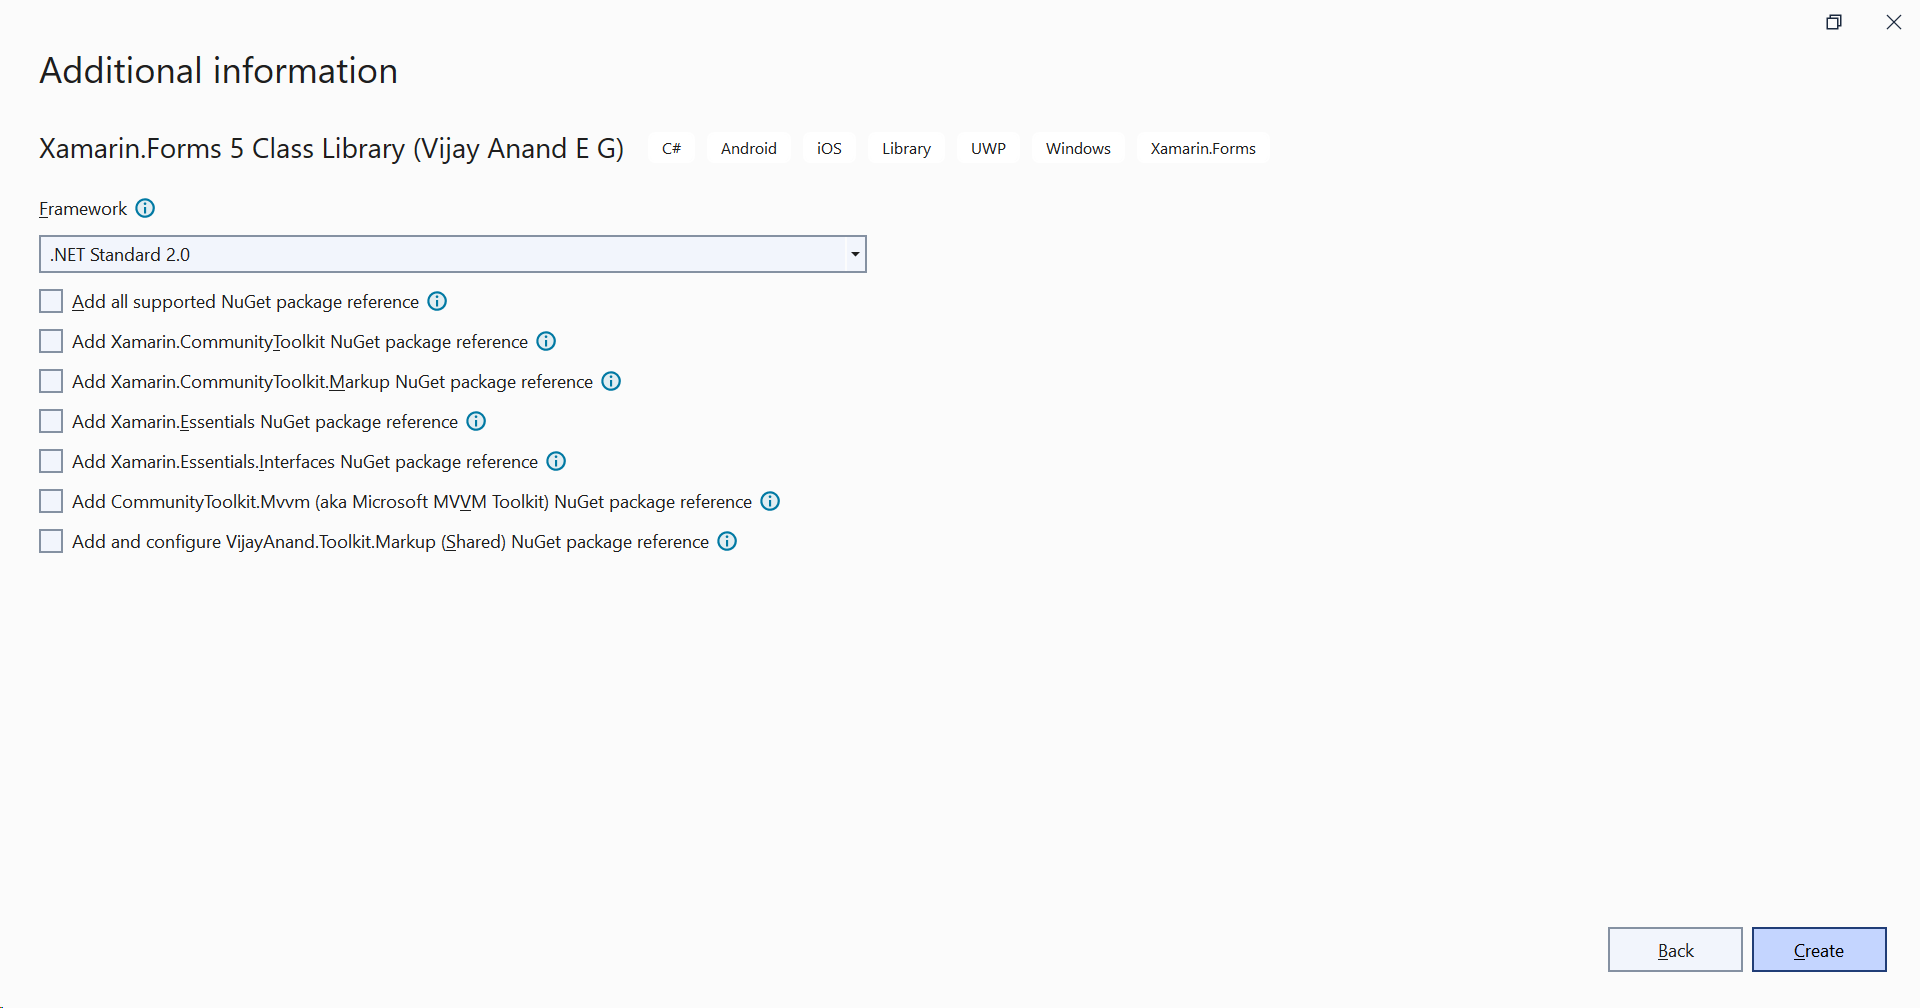 Additional information
Xamarin.Forms 5 Class Library (Vijay Anand E G) C# Android iOS Library UWP Windows Xamarin.Forms
Framework
.NET Standard 2.0
Add all supported NuGet package reference
Add Xamarin.CommunityToolkit NuGet package reference
Add Xamarin.CommunityToolkit.Markup NuGet package reference
Add Xamarin.Essentials NuGet package reference
Add Xamarin.Essentials.Interfaces NuGet package reference
Add CommunityToolkit.Mvvm (aka Microsoft MVVM Toolkit) NuGet package reference
Add and configure VijayAnand.Toolkit.Markup (Shared) NuGet package reference
Back Create